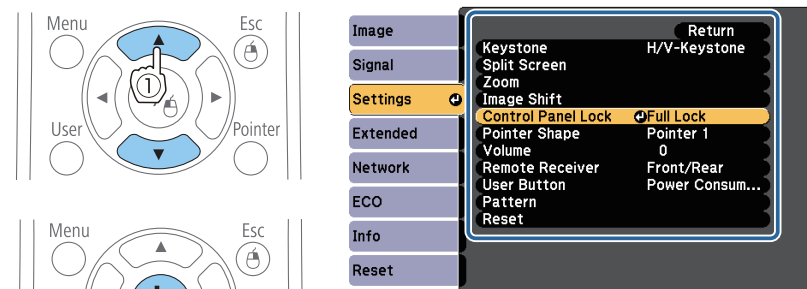 Menu
Esc
1
User
Pointer
Menu
Esc
Image
Signal
Settings
Extended
Network
ECO
Info
Reset
Return
Keystone H/V-Keystone
Split Screen
Zoom
Image Shift
Control Panel Lock Full Lock
Pointer Shape Pointer 1
Volume 0
Remote Receiver Front/Rear
User Button Power Consum...
Pattern
Reset